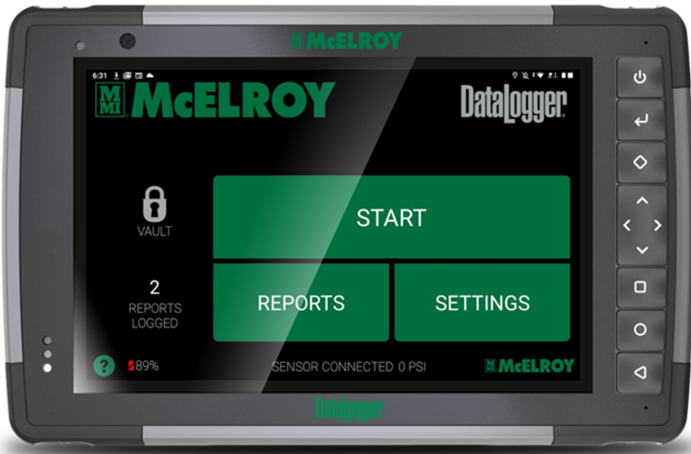 McELROY
6:31
M
MI
McELROY
DataLogger
VAULT
START
2
REPORTS
LOGGED
REPORTS
SETTINGS
?
89%
SENSOR CONNECTED 0 PSI
McELROY
DataLogger